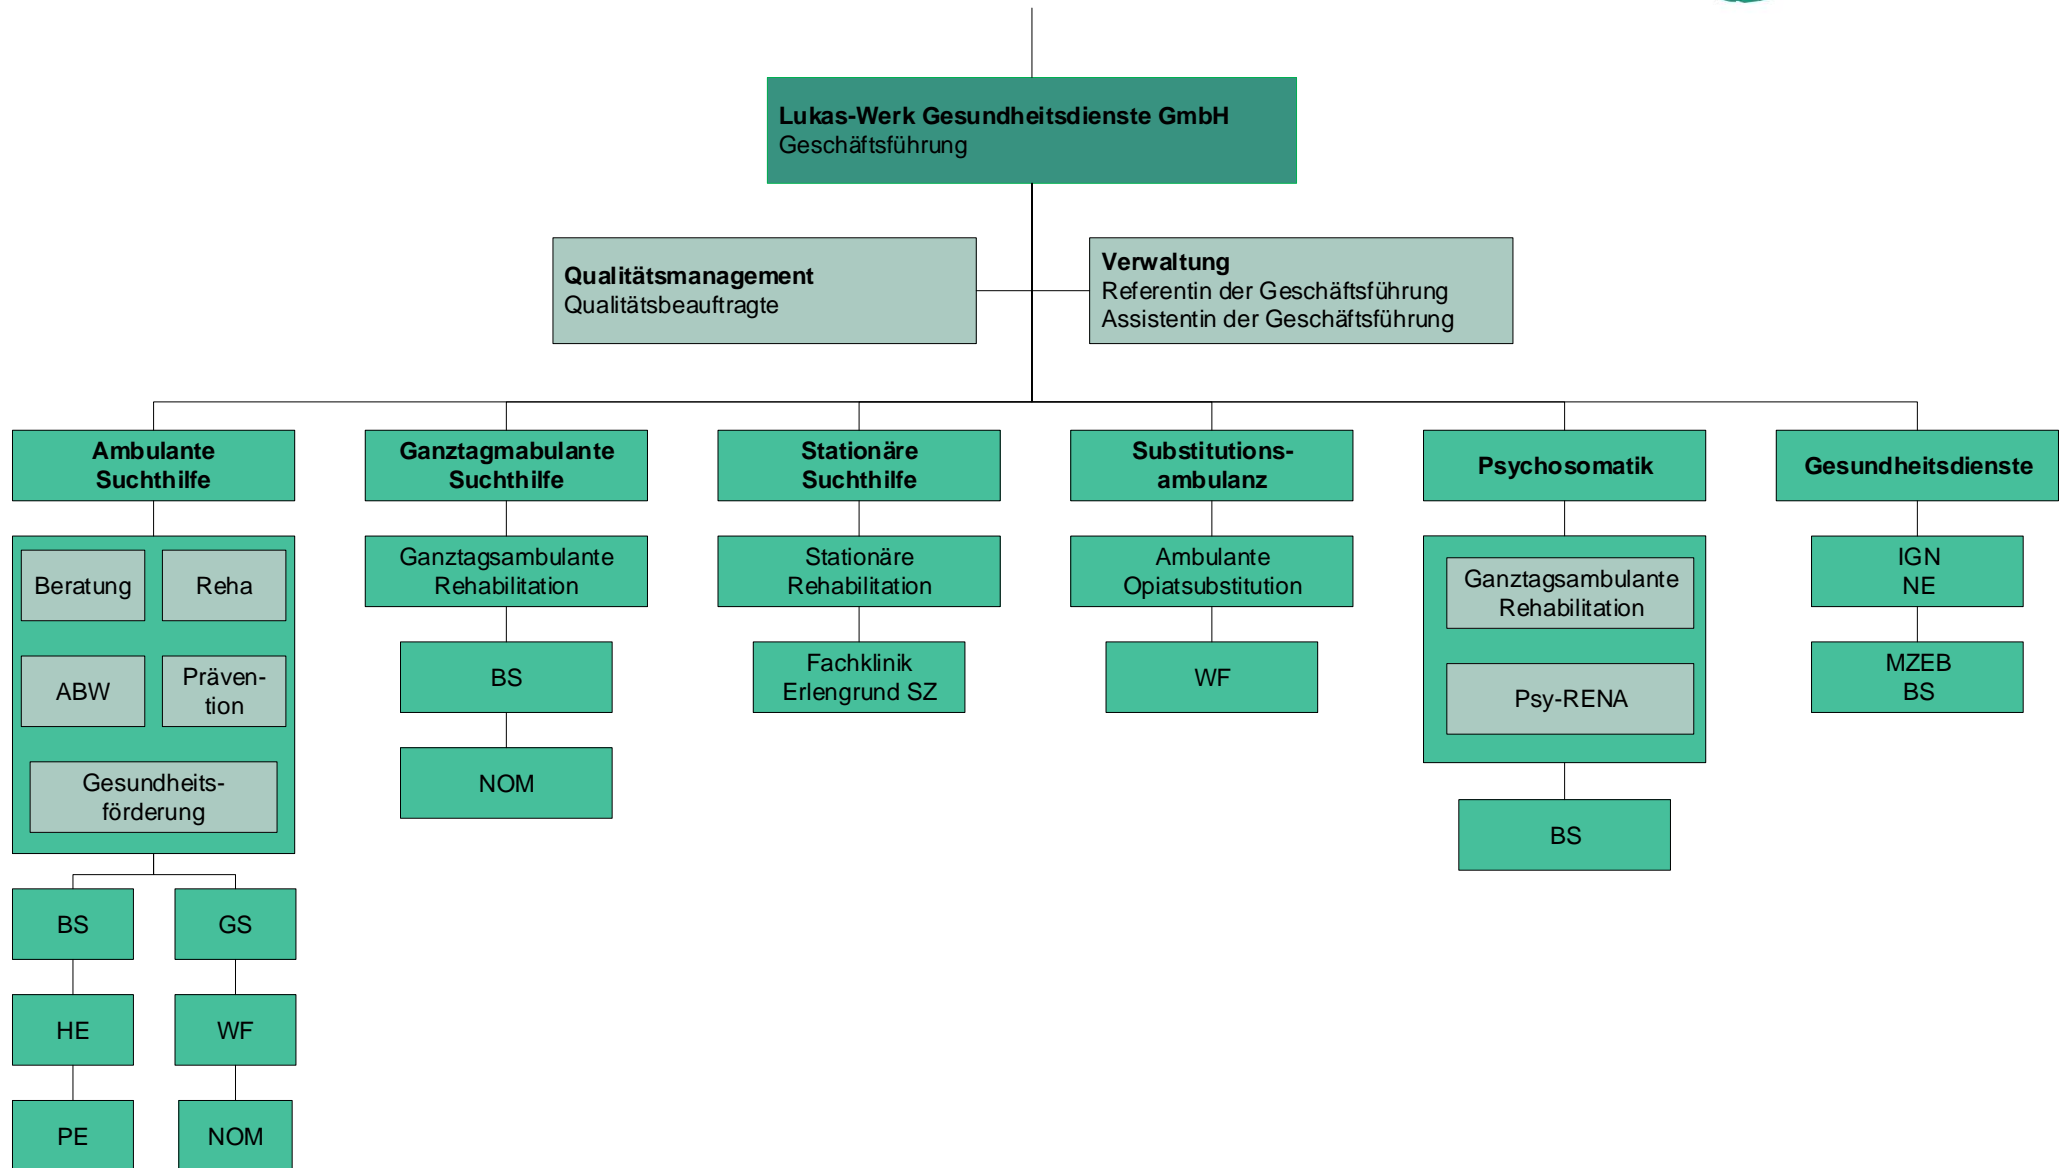 Lukas-Werk Gesundheitsdienste GmbH
Geschäftsführung
Qualitätsmanagement
Qualitätsbeauftragte
Verwaltung
Referentin der Geschäftsführung
Assistentin der Geschäftsführung
Ambulante
Suchthilfe
Ganztagmabulante
Suchthilfe
Stationäre
Suchthilfe
Substitutions-
ambulanz
Psychosomatik
Gesundheitsdienste
Beratung
Reha
ABW
Präven-
tion
Gesundheits-
förderung
BS
GS
HE
WF
PE
NOM
Ganztagsambulante
Rehabilitation
BS
NOM
Stationäre
Rehabilitation
Fachklinik
Erlengrund SZ
Ambulante
Opiatsubstitution
WF
Ganztagsambulante
Rehabilitation
Psy-RENA
BS
IGN
NE
MZEB
BS